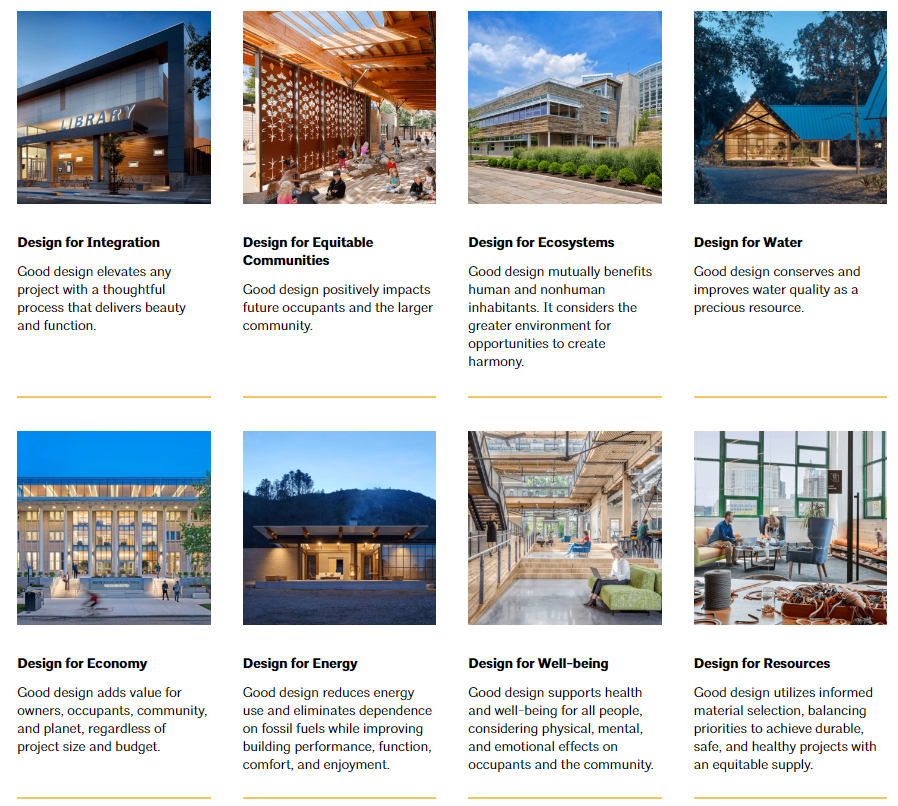 LIBRARY
Design for Integration
Good design elevates any
project with a thoughtful
process that delivers beauty
and function.
Design for Equitable
Communities
Good design positively impacts
future occupants and the larger
community.
Design for Ecosystems
Good design mutually benefits
human and nonhuman
inhabitants. It considers the
greater environment for
opportunities to create
harmony.
Design for Water
Good design conserves and
improves water quality as a
precious resource.
Design for Economy
Good design adds value for
owners, occupants, community,
and planet, regardless of
project size and budget.
Design for Energy
Good design reduces energy
use and eliminates dependence
on fossil fuels while improving
building performance, function,
comfort, and enjoyment.
Design for Well-being
Good design supports health
and well-being for all people,
considering physical, mental,
and emotional effects on
occupants and the community.
Design for Resources
Good design utilizes informed
material selection, balancing
priorities to achieve durable,
safe, and healthy projects with
an equitable supply.